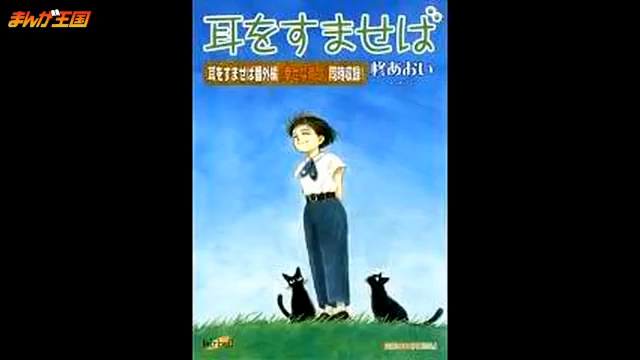 まんが王国
耳をすませば
耳をすませば番外編 幸せな時間 同時収録!
柊あおい